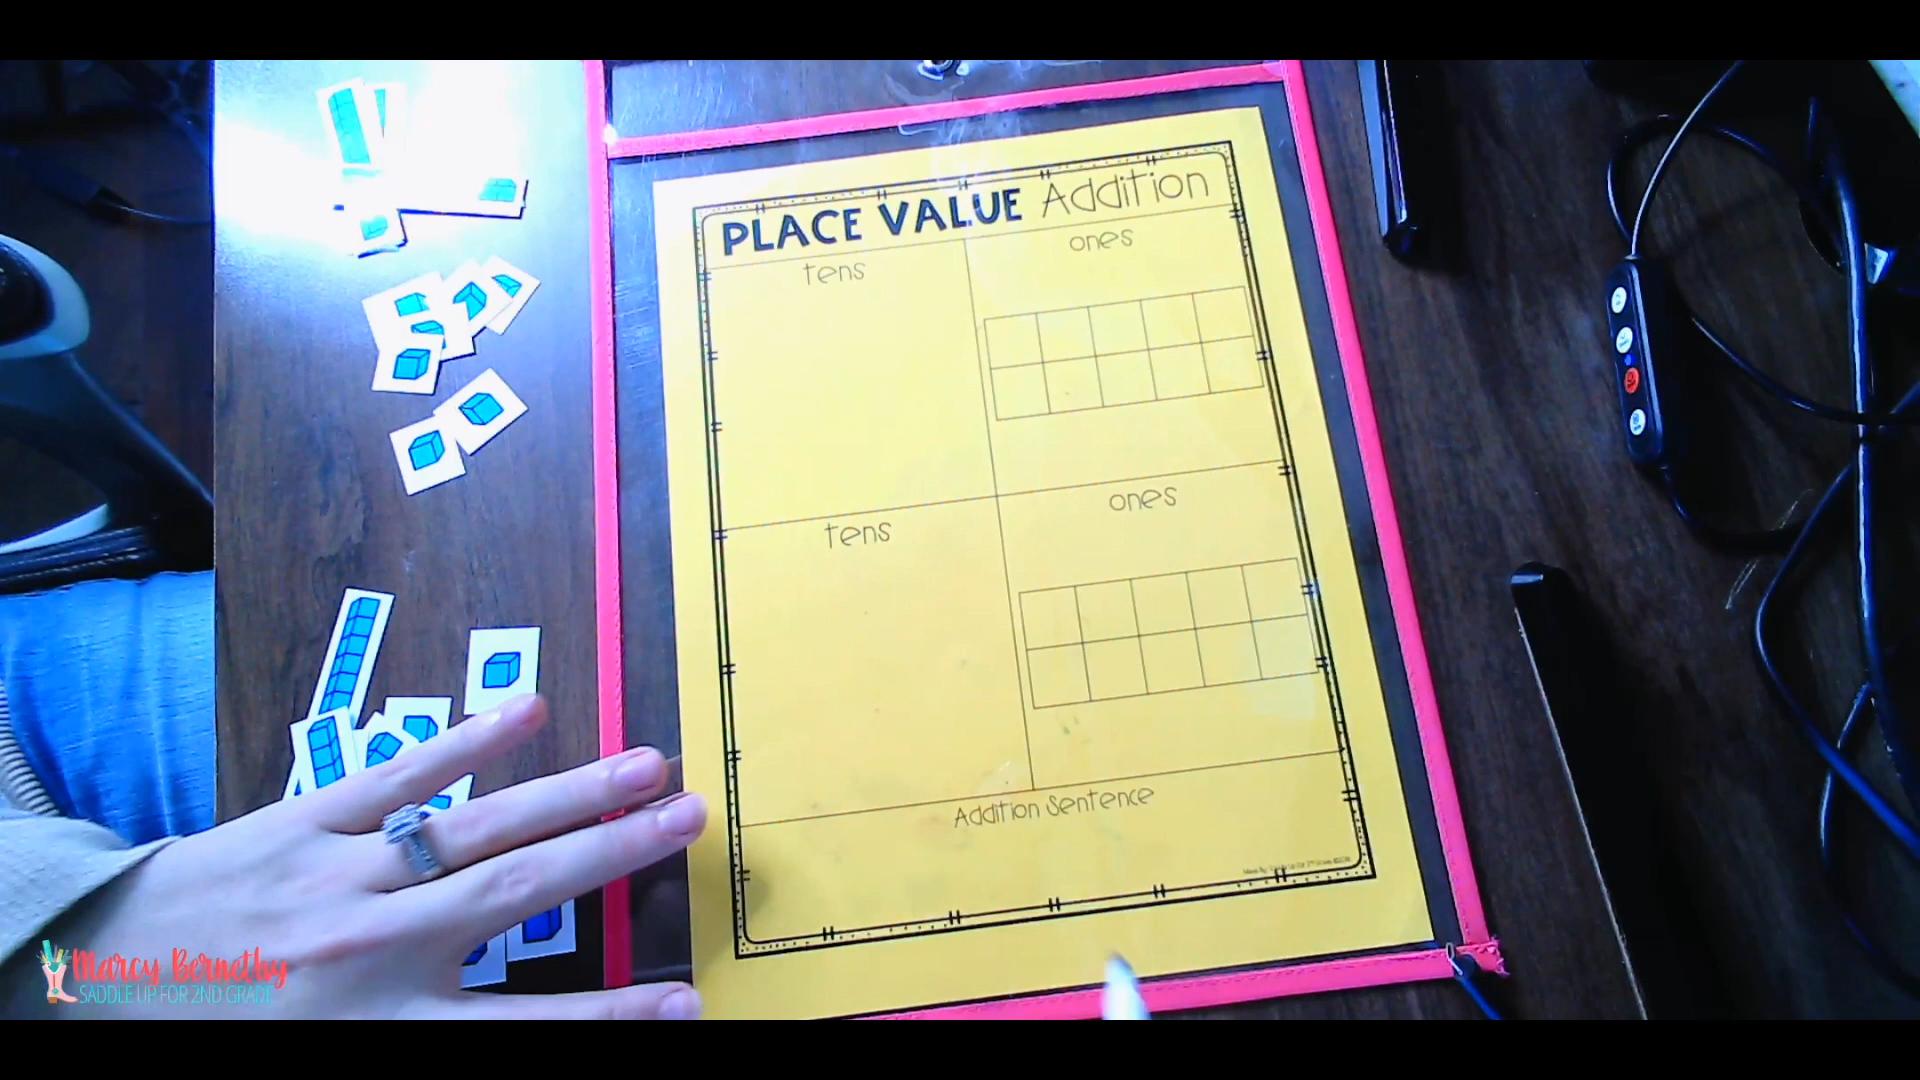 PLACE VALUE Addition
tens
ones
tens
ones
Addition Sentence
Marcy Bernethy
SADDLE UP FOR 2ND GRADE